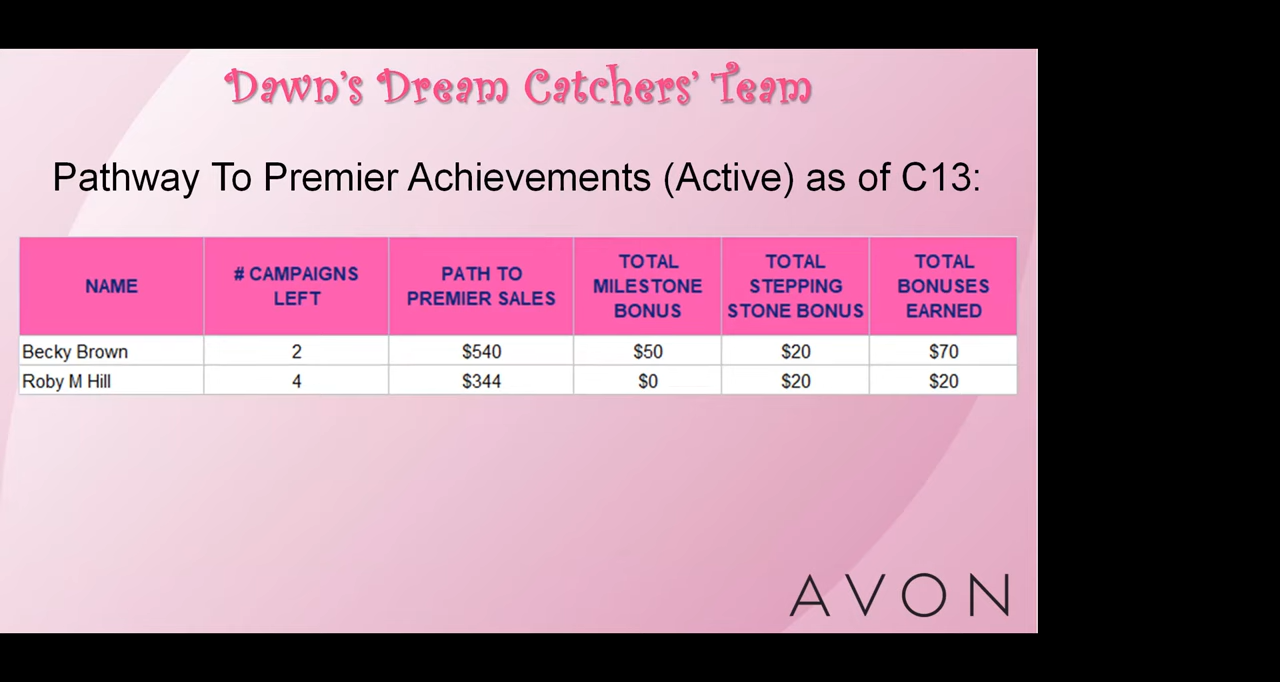 Dawn's Dream Catchers' Team
Pathway To Premier Achievements (Active) as of C13:
NAME # CAMPAIGNS LEFT PATH TO PREMIER SALES TOTAL MILESTONE BONUS TOTAL STEPPING STONE BONUS TOTAL BONUSES EARNED
Becky Brown 2 $540 $50 $20 $70
Roby M Hill 4 $344 $0 $20 $20
AVON